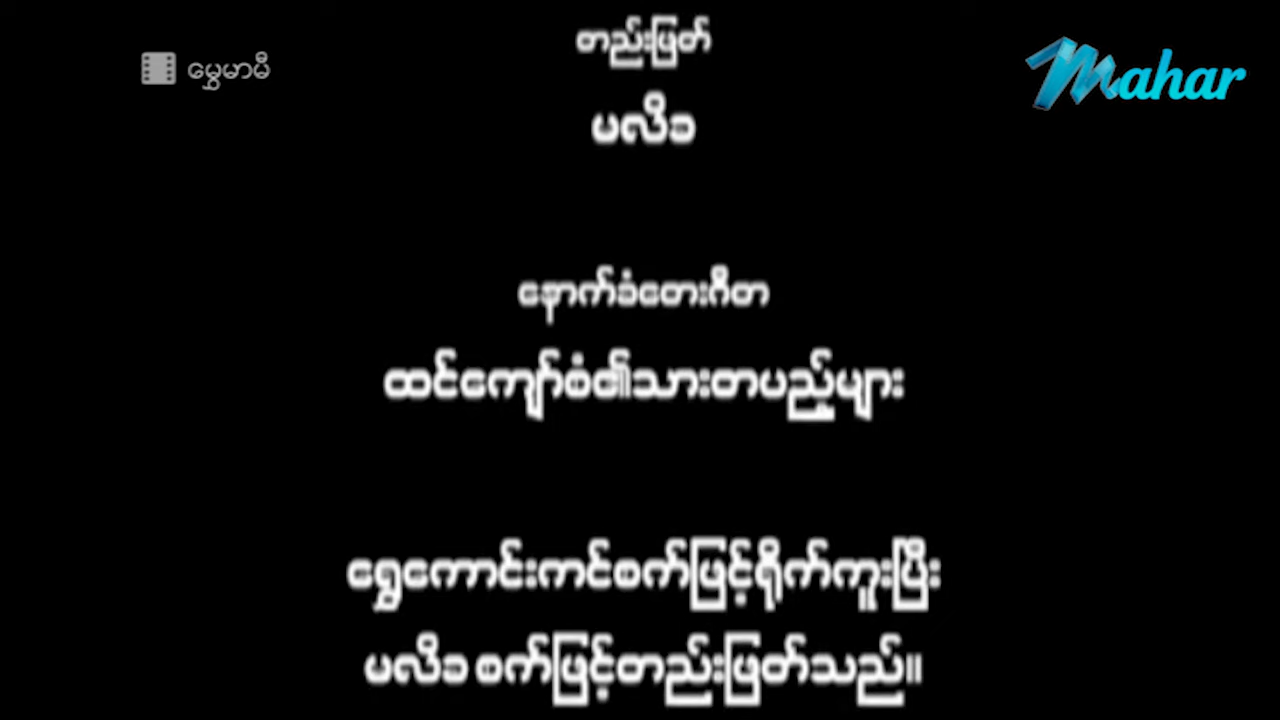 တည်းဖြတ်
မွှေမာမီ
Mahar
မလိခ
နောက်ခံတေးဂီတ
ထင်ကျော်စံ၏သားတပည့်များ
ရွှေကောင်းကင်စက်ဖြင့်ရိုက်ကူးပြီး
မလိခ စက်ဖြင့်တည်းဖြတ်သည်။